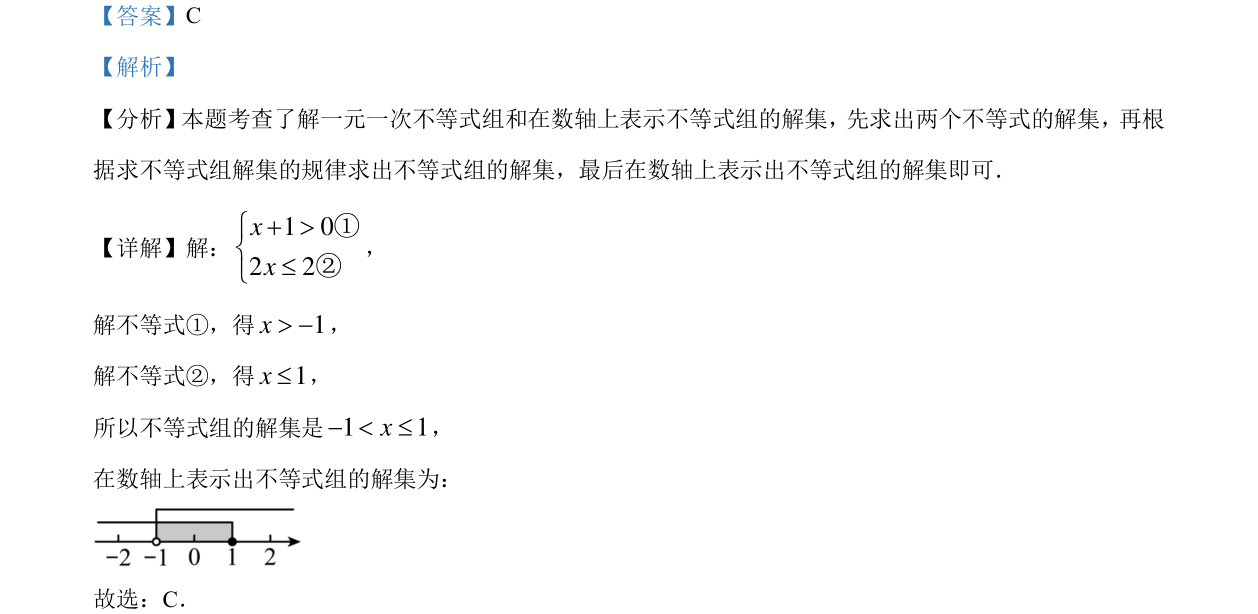 【答案】C
【解析】
【分析】本题考查了解一元一次不等式组和在数轴上表示不等式组的解集，先求出两个不等式的解集，再根
据求不等式组解集的规律求出不等式组的解集，最后在数轴上表示出不等式组的解集即可．
【详解】解：{x+1>0①
2x≤2②，
解不等式①，得x>−1，
解不等式②，得x≤1，
所以不等式组的解集是−1<x≤1，
在数轴上表示出不等式组的解集为：
−2 −1 0 1 2
故选：C．